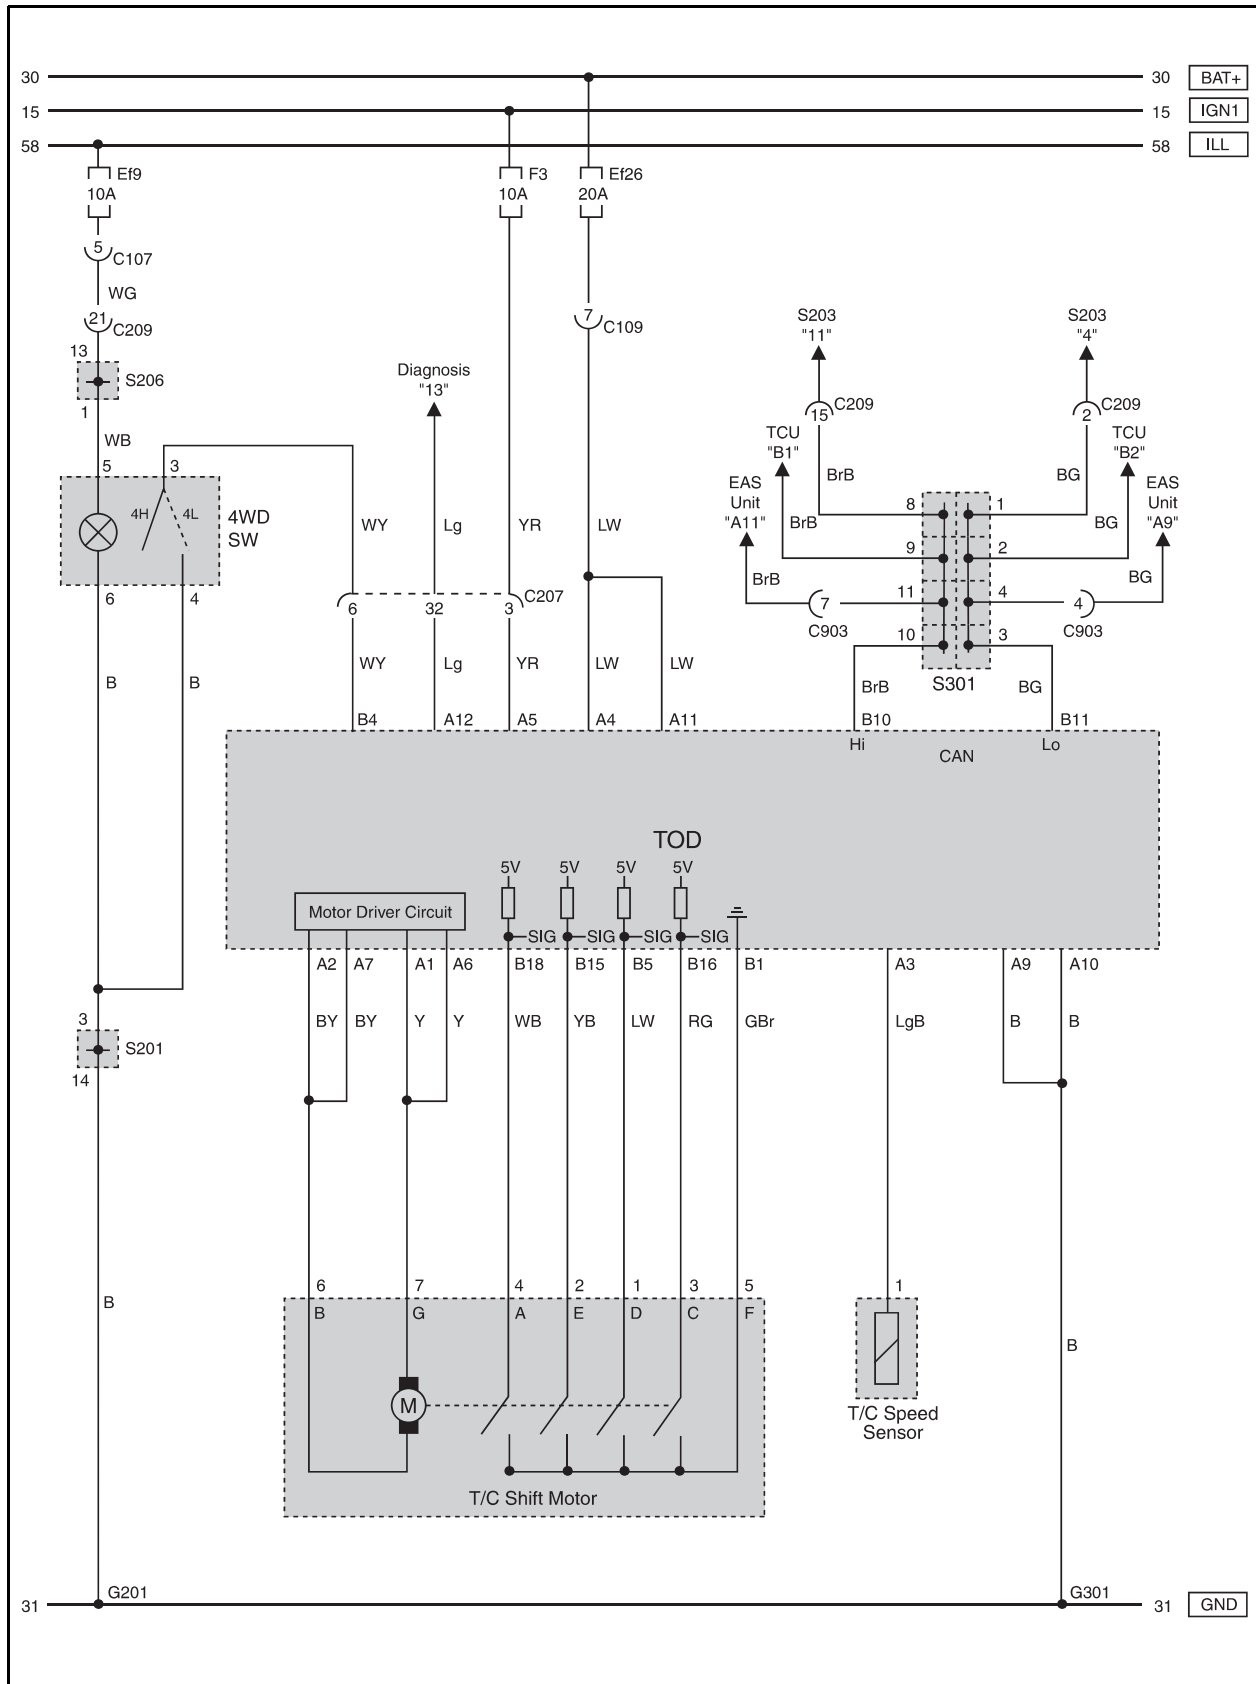 30 30 BAT+
15 15 IGN1
58 58 ILL
Ef9 F3 Ef26
10A 10A 20A
5
C107
WG
21
C209
7
C109
S203 S203
"11" "4"
13
S206
1
Diagnosis
"13"
15 C209 2 C209
TCU TCU
"B1" "B2"
WB
5 3
BrB BG
EAS EAS
Unit Unit
"A11" "A9"
8 1
4H 4L
4WD
SW
WY Lg YR LW
BrB BG
9 2
BrB BG
6 4
C207
6 32 3
7 11 4 4
C903 C903
10 3
S301
B B
WY Lg YR LW LW
BrB BG
B4 A12 A5 A4 A11 B10 B11
Hi CAN Lo
TOD
5V 5V 5V 5V
Motor Driver Circuit
SIG SIG SIG SIG
A2 A7 A1 A6 B18 B15 B5 B16 B1 A3 A9 A10
3
BY BY Y Y WB YB LW RG GBr LgB B B
S201
14
6 7 4 2 1 3 5 1
B
B G A E D C F
B
M
T/C Speed
Sensor
T/C Shift Motor
G201 G301
31 31 GND